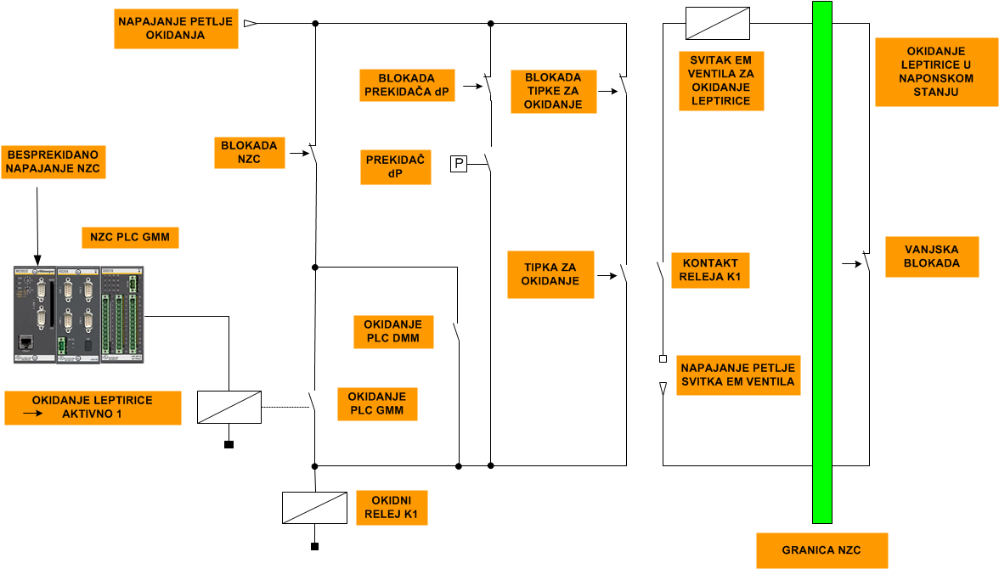 NAPAJANJE PETLJE
OKIDANJA
BLOKADA
PREKIDAČA dP
BLOKADA
TIPKE ZA
OKIDANJE
SVITAK EM
VENTILA ZA
OKIDANJE
LEPTIRICE
OKIDANJE
LEPTIRICE U
NAPONSKOM
STANJU
BLOKADA
NZC
BESPREKIDANO
NAPAJANJE NZC
PREKIDAČ
dP
P
NZC PLC GMM
TIPKA ZA
OKIDANJE
KONTAKT
RELEJA K1
VANJSKA
BLOKADA
OKIDANJE
PLC DMM
NAPAJANJE PETLJE
SVITKA EM VENTILA
OKIDANJE LEPTIRICE
AKTIVNO 1
OKIDANJE
PLC GMM
OKIDNI
RELEJ K1
GRANICA NZC